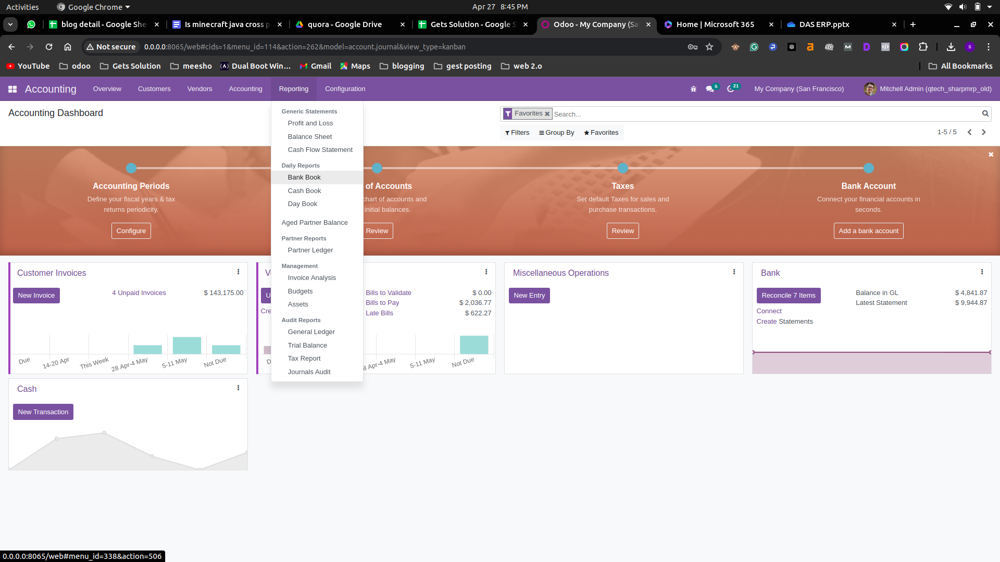 Activities
Google Chrome
Apr 27 8:45 PM
blog detail - Google She
Is minecraft java cross p
quora - Google Drive
Gets Solution - Google S
Odoo - My Company (Sa
Home | Microsoft 365
DAS ERP.pptx
Not secure
0.0.0.0:8065/web#cids=1&menu_id=114&action=262&model=account.journal&view_type=kanban
YouTube
odoo
Gets Solution
meesho
Dual Boot Win...
Gmail
Maps
blogging
gest posting
web 2.o
All Bookmarks
Accounting
Overview
Customers
Vendors
Accounting
Reporting
Configuration
5
21
My Company (San Francisco)
Mitchell Admin (qtech_sharpmrp_old)
Accounting Dashboard
Favorites
Search...
Filters
Group By
Favorites
1-5 / 5
Generic Statements
Profit and Loss
Balance Sheet
Cash Flow Statement
Daily Reports
Bank Book
Cash Book
Day Book
Aged Partner Balance
Partner Reports
Partner Ledger
Management
Invoice Analysis
Budgets
Assets
Audit Reports
General Ledger
Trial Balance
Tax Report
Journals Audit
Accounting Periods
Define your fiscal years & tax
returns periodicity.
Configure
of Accounts
chart of accounts and
initial balances.
Review
Taxes
Set default Taxes for sales and
purchase transactions.
Review
Bank Account
Connect your financial accounts in
seconds.
Add a bank account
Customer Invoices
New Invoice
4 Unpaid Invoices
$ 143,175.00
Due
14-20 Apr
This Week
28 Apr-4 May
5-11 May
Not Due
Bills to Validate
$ 0.00
Bills to Pay
$ 2,036.77
Late Bills
$ 622.27
8 Apr-4 May
5-11 May
Not Due
Miscellaneous Operations
New Entry
Bank
Reconcile 7 Items
Balance in GL
$ 4,841.87
Latest Statement
$ 9,944.87
Connect
Create Statements
Cash
New Transaction
0.0.0.0:8065/web#menu_id=338&action=506